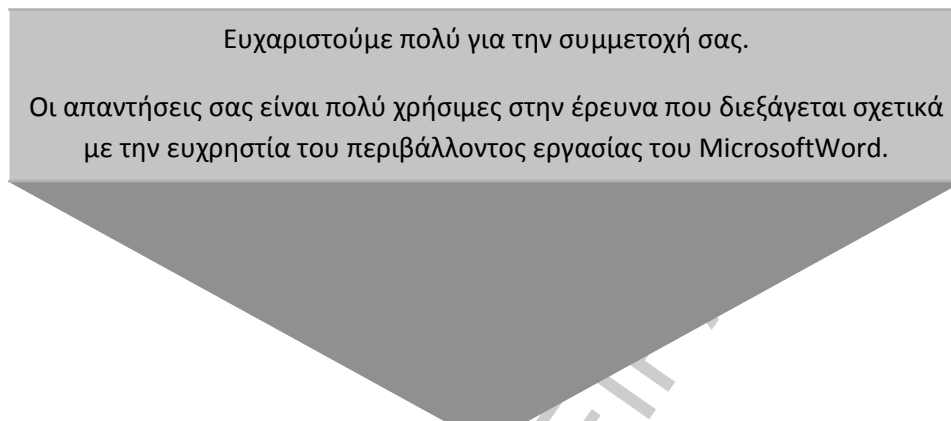 Ευχαριστούμε πολύ για την συμμετοχή σας.
Οι απαντήσεις σας είναι πολύ χρήσιμες στην έρευνα που διεξάγεται σχετικά
με την ευχρηστία του περιβάλλοντος εργασίας του MicrosoftWord.